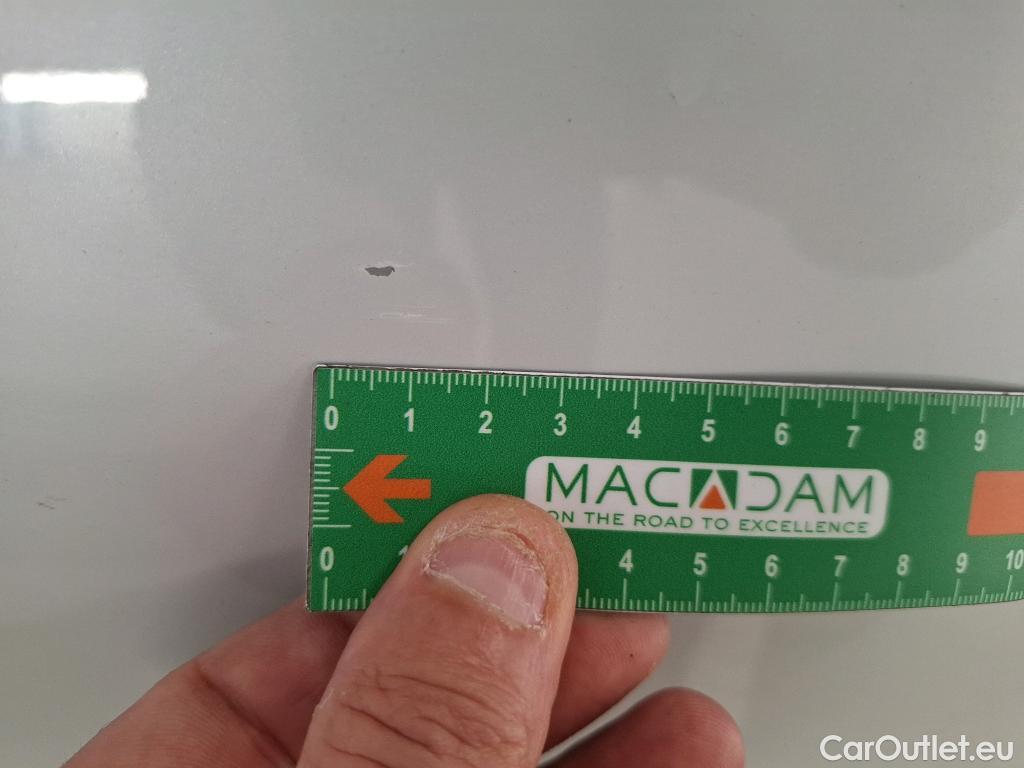 0 1 2 3 4 5 6 7 8 9
MACADAM
ON THE ROAD TO EXCELLENCE
0 1 4 5 6 7 8 9 10
CarOutlet.eu